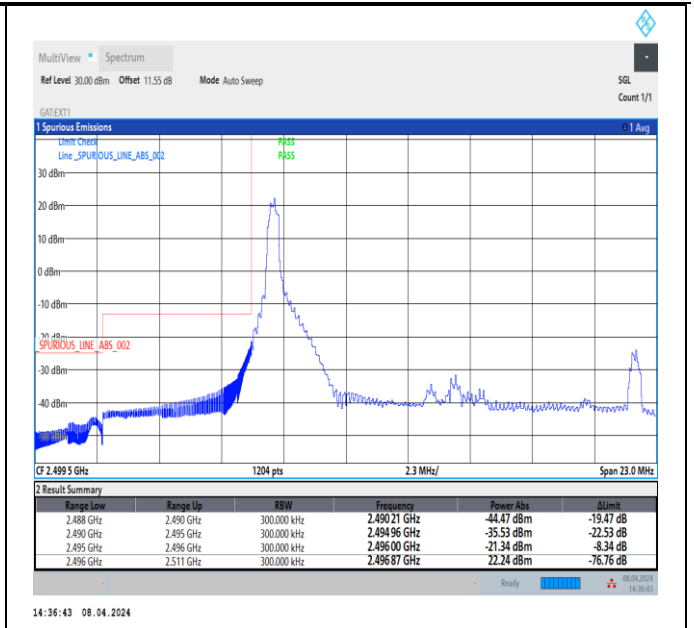 MultiView Spectrum
Ref Level 30.00 dBm Offset 11.55 dB Mode Auto Sweep SGL
Count 1/1
GAT:EXT1
1 Spurious Emissions 1 Avg
Limit Check PASS
Line _SPURIOUS_LINE_ABS_002 PASS
30 dBm
20 dBm
10 dBm
0 dBm
-10 dBm
-20 dBm
_SPURIOUS_LINE_ABS_002
-30 dBm
-40 dBm
CF 2.499 5 GHz 1204 pts 2.3 MHz/ Span 23.0 MHz
2 Result Summary
Range Low Range Up RBW Frequency Power Abs ΔLimit
2.488 GHz 2.490 GHz 300.000 kHz 2.490 21 GHz -44.47 dBm -19.47 dB
2.490 GHz 2.495 GHz 300.000 kHz 2.494 96 GHz -35.53 dBm -22.53 dB
2.495 GHz 2.496 GHz 300.000 kHz 2.496 00 GHz -21.34 dBm -8.34 dB
2.496 GHz 2.511 GHz 300.000 kHz 2.496 87 GHz 22.24 dBm -76.76 dB
Ready 08.04.2024
14:36:43
14:36:43 08.04.2024